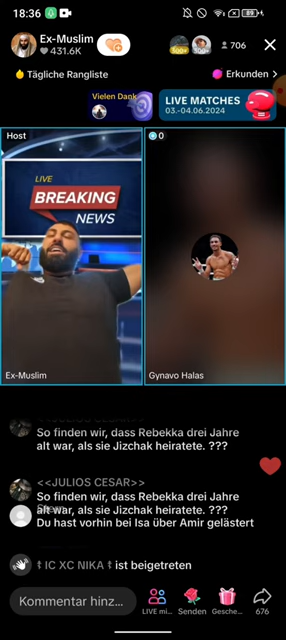 18:36
89
Ex-Muslim
431.6K
100+
100+
706
Tägliche Rangliste
Erkunden >
Vielen Dank
LIVE MATCHES
03.-04.06.2024
Host
0
LIVE
BREAKING
NEWS
Ex-Muslim
Gynavo Halas
So finden wir, dass Rebekka drei Jahre
alt war, als sie Jizchak heiratete. ???
<<JULIOS CESAR>>
So finden wir, dass Rebekka drei Jahre
alt war, als sie Jizchak heiratete. ???
Du hast vorhin bei Isa über Amir gelästert
IC XC NIKA ist beigetreten
Kommentar hinz...
LIVE mi...
Senden
Gesche...
676